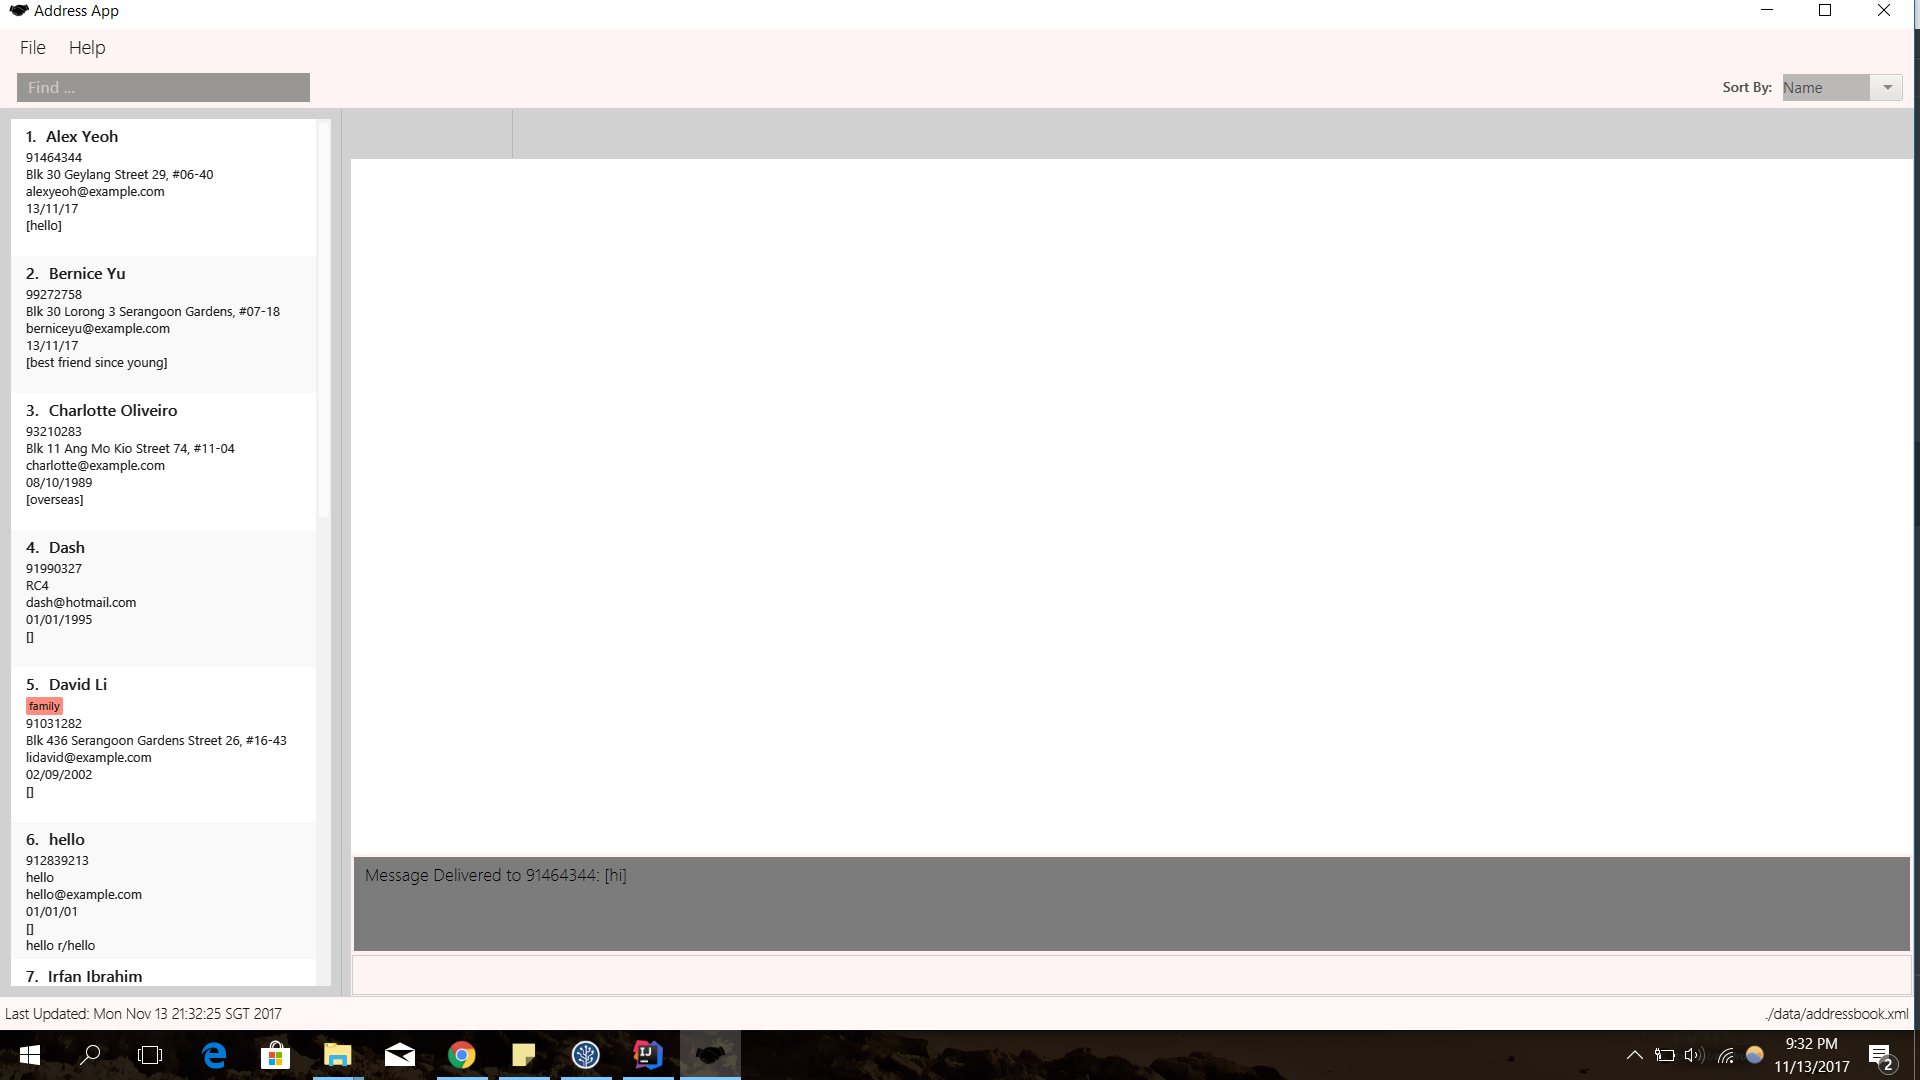 Address App
File Help
Find ...
Sort By: Name
1. Alex Yeoh
91464344
Blk 30 Geylang Street 29, #06-40
alexyeoh@example.com
13/11/17
[hello]
2. Bernice Yu
99272758
Blk 30 Lorong 3 Serangoon Gardens, #07-18
berniceyu@example.com
13/11/17
[best friend since young]
3. Charlotte Oliveiro
93210283
Blk 11 Ang Mo Kio Street 74, #11-04
charlotte@example.com
08/10/1989
[overseas]
4. Dash
91990327
RC4
dash@hotmail.com
01/01/1995
[]
5. David Li
family
91031282
Blk 436 Serangoon Gardens Street 26, #16-43
lidavid@example.com
02/09/2002
[]
6. hello
912839213
hello
hello@example.com
01/01/01
[]
hello r/hello
7. Irfan Ibrahim
Message Delivered to 91464344: [hi]
Last Updated: Mon Nov 13 21:32:25 SGT 2017
./data/addressbook.xml
IJ
9:32 PM
11/13/2017
2